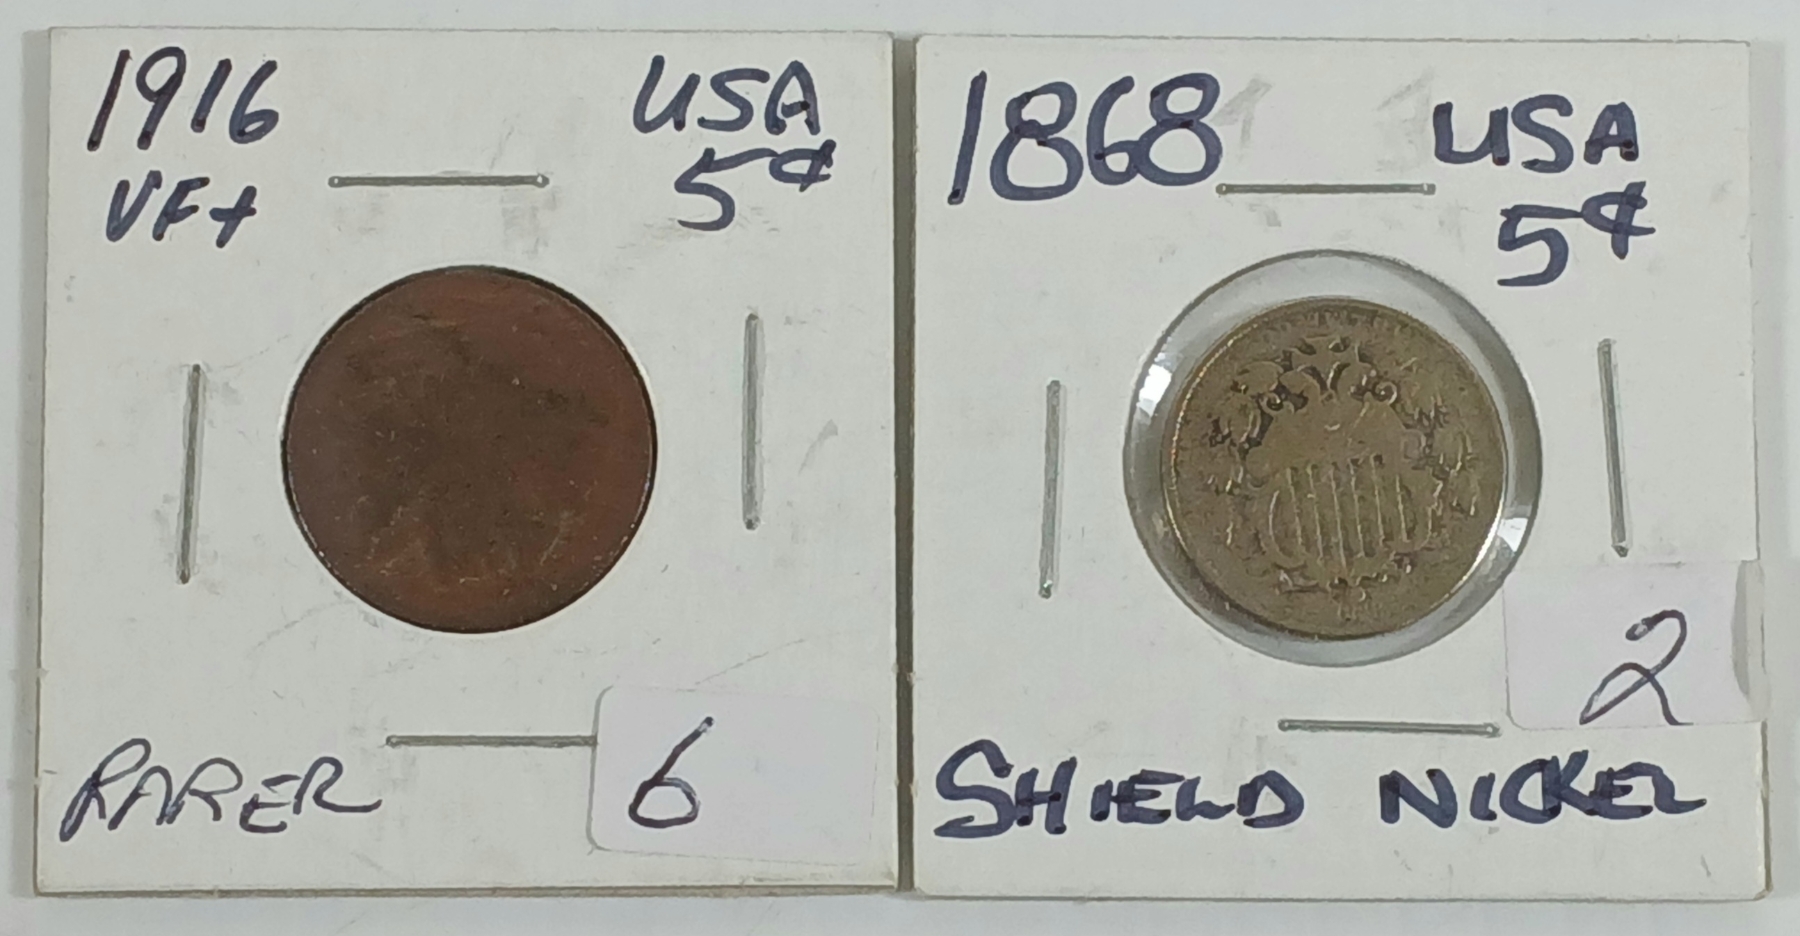 1916 USA
VF+ 5¢
RARER
6
1868 USA
5¢
2
SHIELD NICKEL